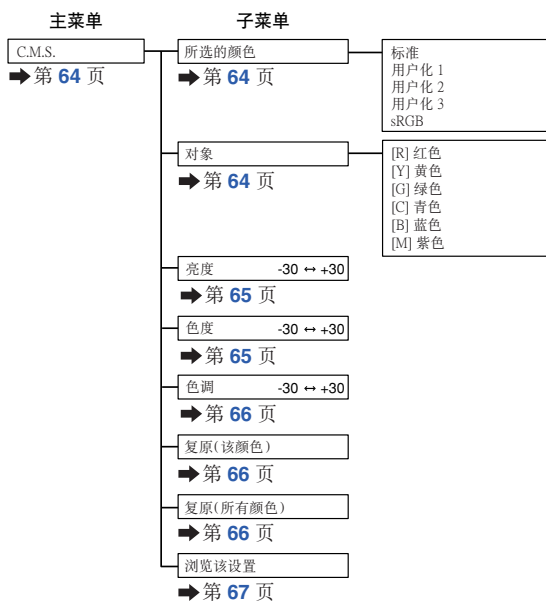 主菜单 子菜单
C.M.S.
➡第 64 页
所选的颜色
➡第 64 页
标准
用户化 1
用户化 2
用户化 3
sRGB
对象
➡第 64 页
[R] 红色
[Y] 黄色
[G] 绿色
[C] 青色
[B] 蓝色
[M] 紫色
亮度 -30 ↔ +30
➡第 65 页
色度 -30 ↔ +30
➡第 65 页
色调 -30 ↔ +30
➡第 66 页
复原(该颜色)
➡第 66 页
复原(所有颜色)
➡第 66 页
浏览该设置
➡第 67 页